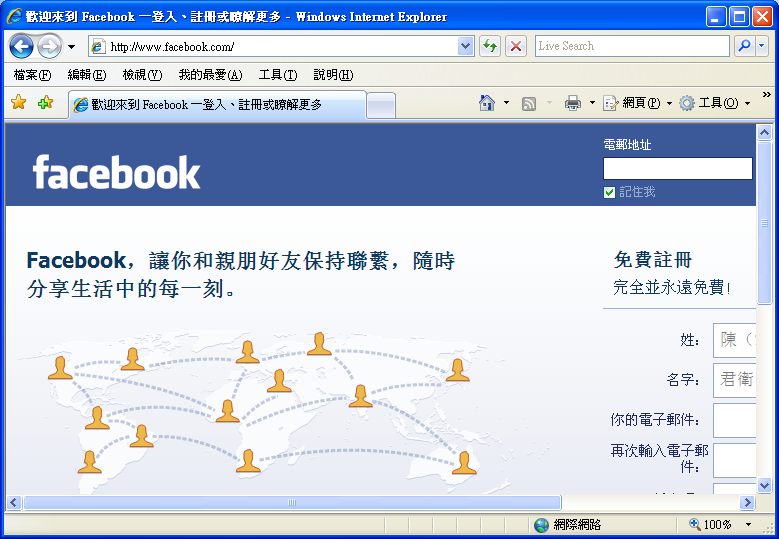 歡迎來到 Facebook —登入、註冊或瞭解更多 - Windows Internet Explorer
http://www.facebook.com/
Live Search
檔案(F) 編輯(E) 檢視(V) 我的最愛(A) 工具(T) 說明(H)
歡迎來到 Facebook —登入、註冊或瞭解更多
網頁(P) 工具(O)
facebook
電郵地址
記住我
Facebook，讓你和親朋好友保持聯繫，隨時
分享生活中的每一刻。
免費註冊
完全並永遠免費!
姓：
陳
名字：
君衛
你的電子郵件：
再次輸入電子郵
件：
網際網路
100%